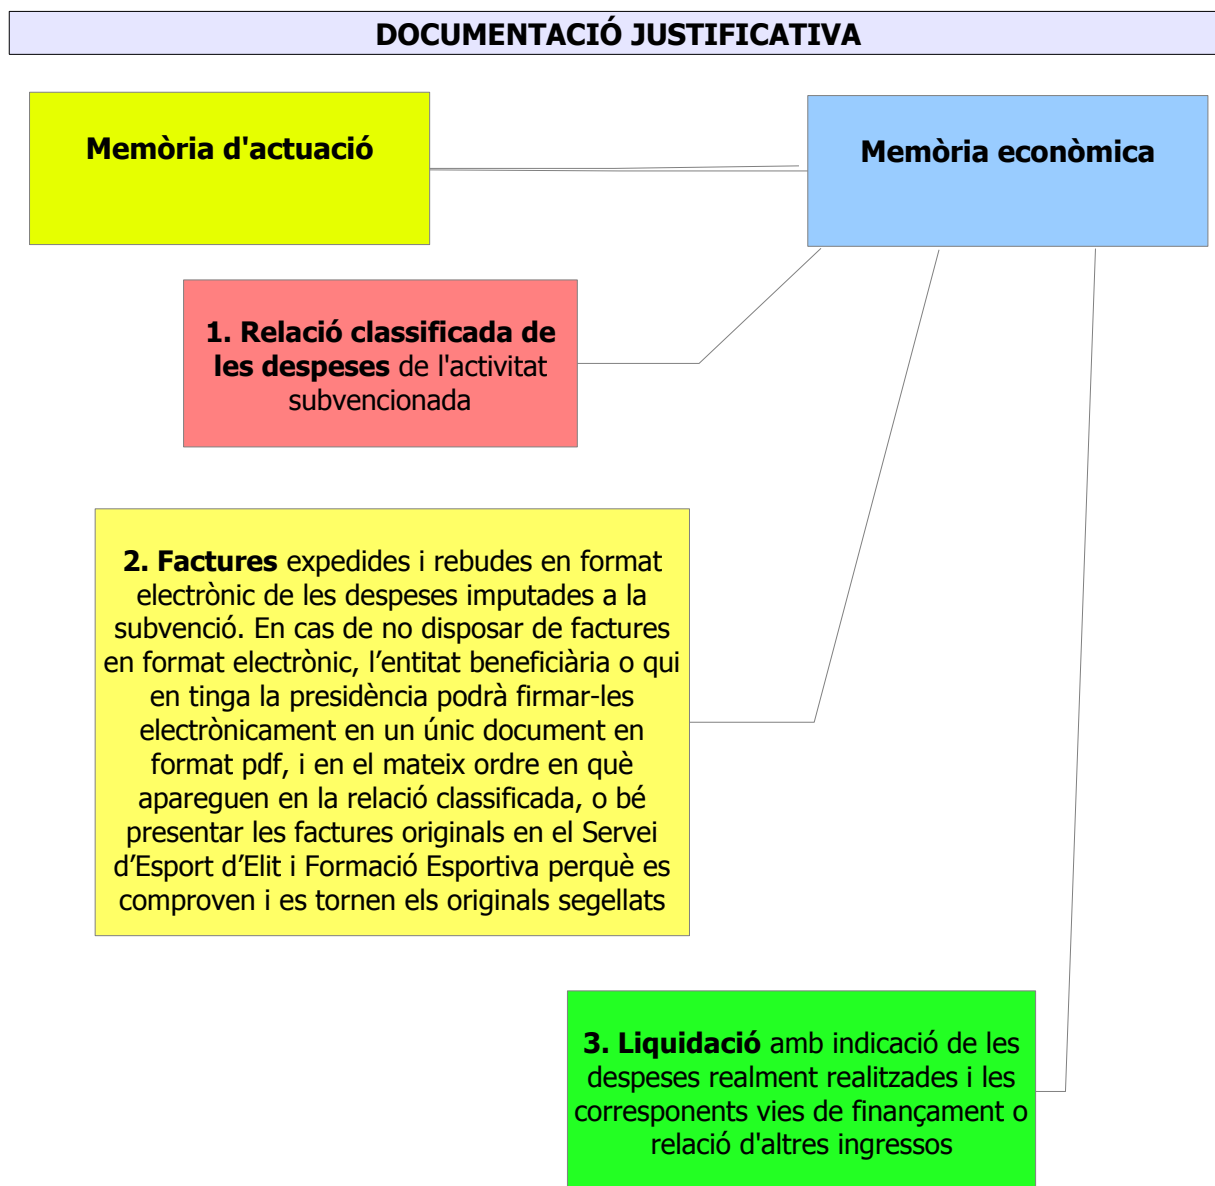 DOCUMENTACIÓ JUSTIFICATIVA
Memòria d'actuació
Memòria econòmica
1. Relació classificada de
les despeses de l'activitat
subvencionada
2. Factures expedides i rebudes en format
electrònic de les despeses imputades a la
subvenció. En cas de no disposar de factures
en format electrònic, l’entitat beneficiària o qui
en tinga la presidència podrà firmar-les
electrònicament en un únic document en
format pdf, i en el mateix ordre en què
apareguen en la relació classificada, o bé
presentar les factures originals en el Servei
d’Esport d’Elit i Formació Esportiva perquè es
comproven i es tornen els originals segellats
3. Liquidació amb indicació de les
despeses realment realitzades i les
corresponents vies de finançament o
relació d'altres ingressos